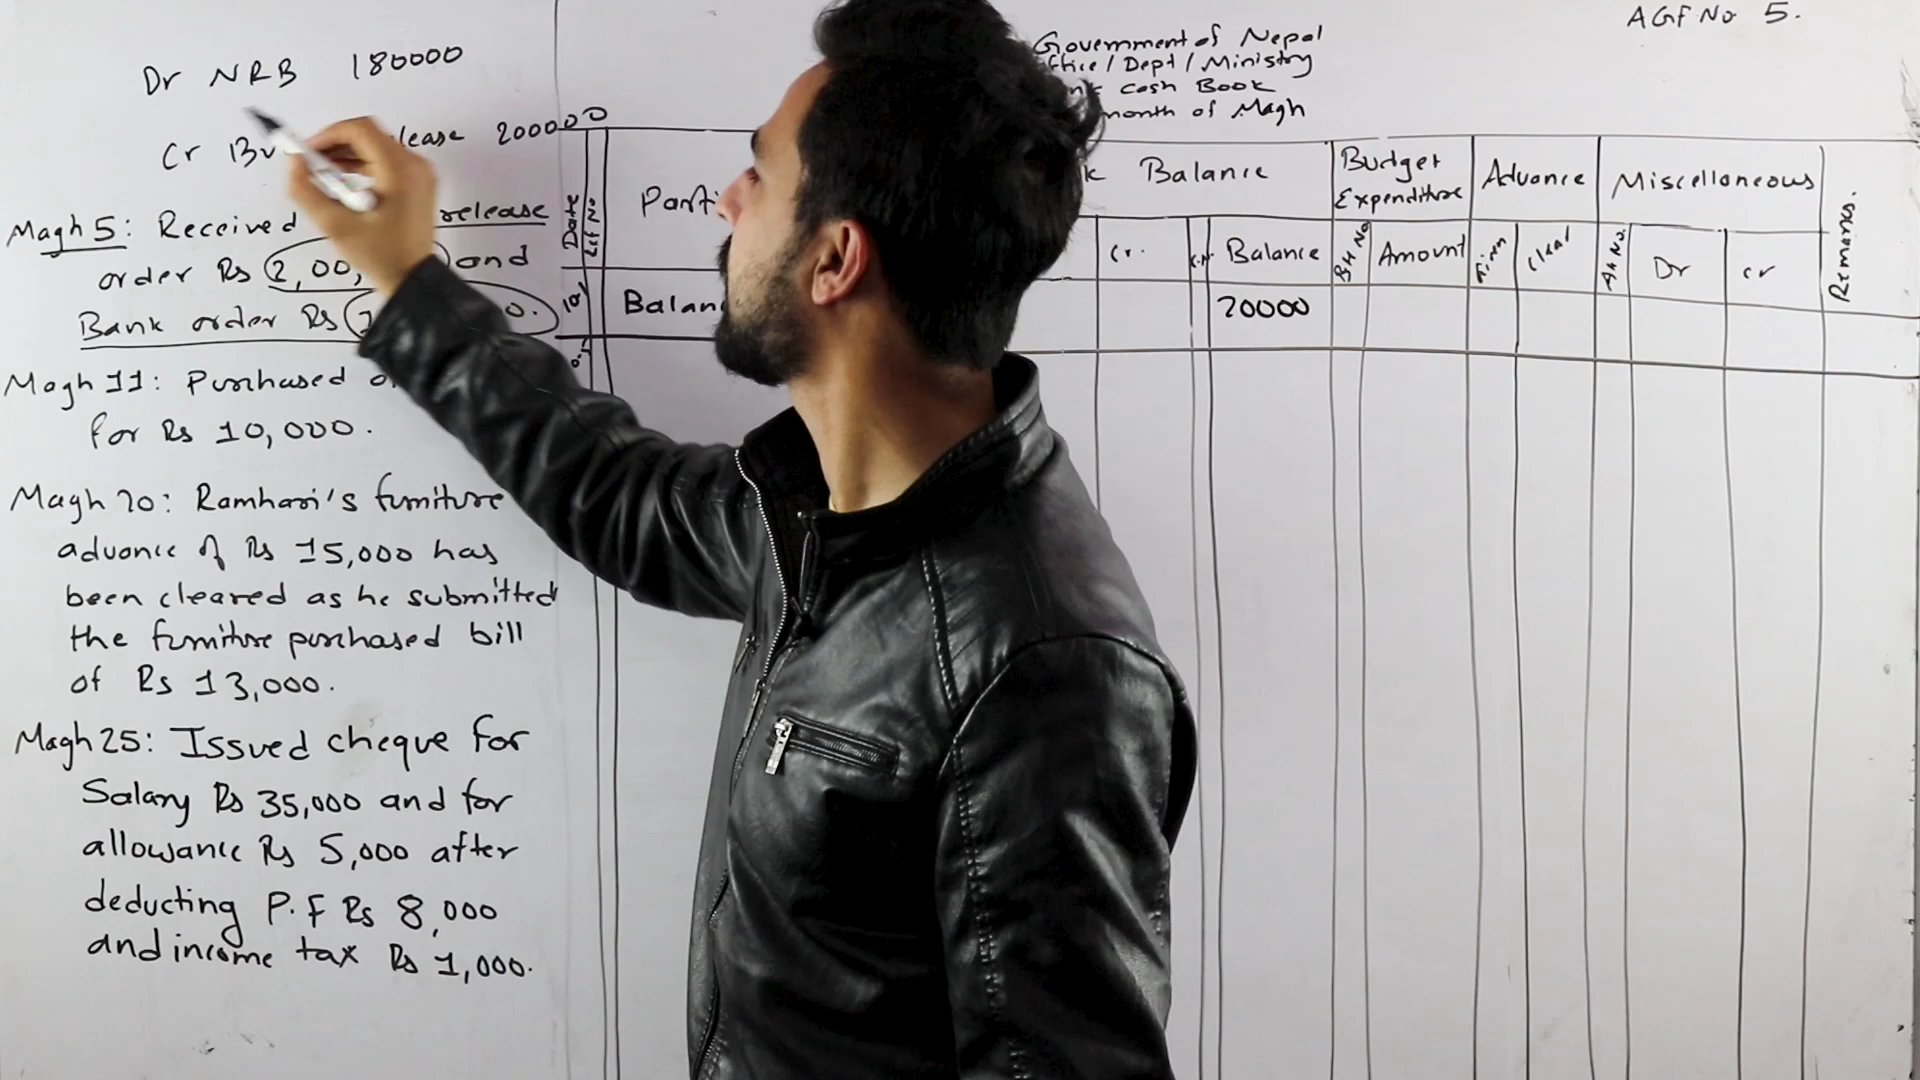 AGF No 5.
Dr NRB 180000
Cr release 200000
Magh 5: Received release
order Rs 2,00, and
Bank order Rs
Magh 11: Purchased
for Rs 10,000.
Magh 20: Ramhari's furniture
advance of Rs 15,000 has
been cleared as he submitted
the furniture purchased bill
of Rs 13,000.
Magh 25: Issued cheque for
Salary Rs 35,000 and for
allowance Rs 5,000 after
deducting P.F Rs 8,000
and income tax Rs 1,000.
Government of Nepal
/ Dept / Ministry
Cash Book
month of Magh
Date
Parti
Balance
Budget
Expenditure
Advance
Miscellaneous
Remarks.
cr.
Balance
BH No
Amount
Dr
cr
Balan
20000